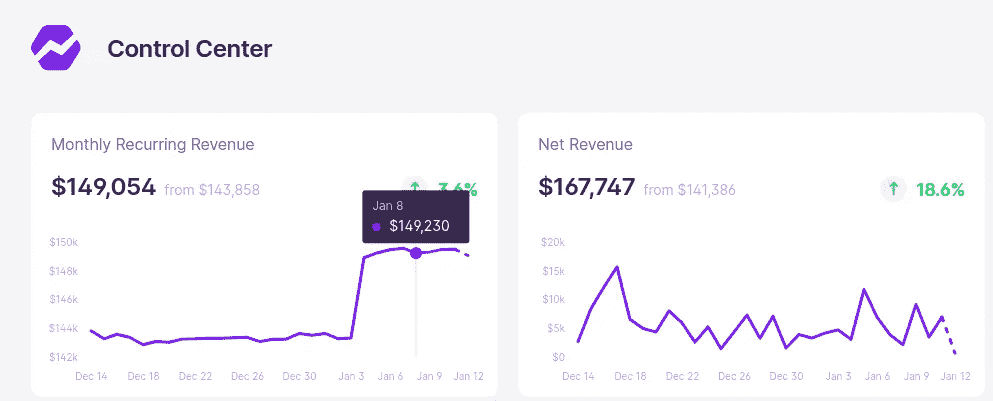 Control Center
Monthly Recurring Revenue
$149,054 from $143,858
3.6%
Jan 8
$149,230
$150k
$148k
$146k
$144k
$142k
Dec 14 Dec 18 Dec 22 Dec 26 Dec 30 Jan 3 Jan 6 Jan 9 Jan 12
Net Revenue
$167,747 from $141,386
18.6%
$20k
$15k
$10k
$5k
$0
Dec 14 Dec 18 Dec 22 Dec 26 Dec 30 Jan 3 Jan 6 Jan 9 Jan 12